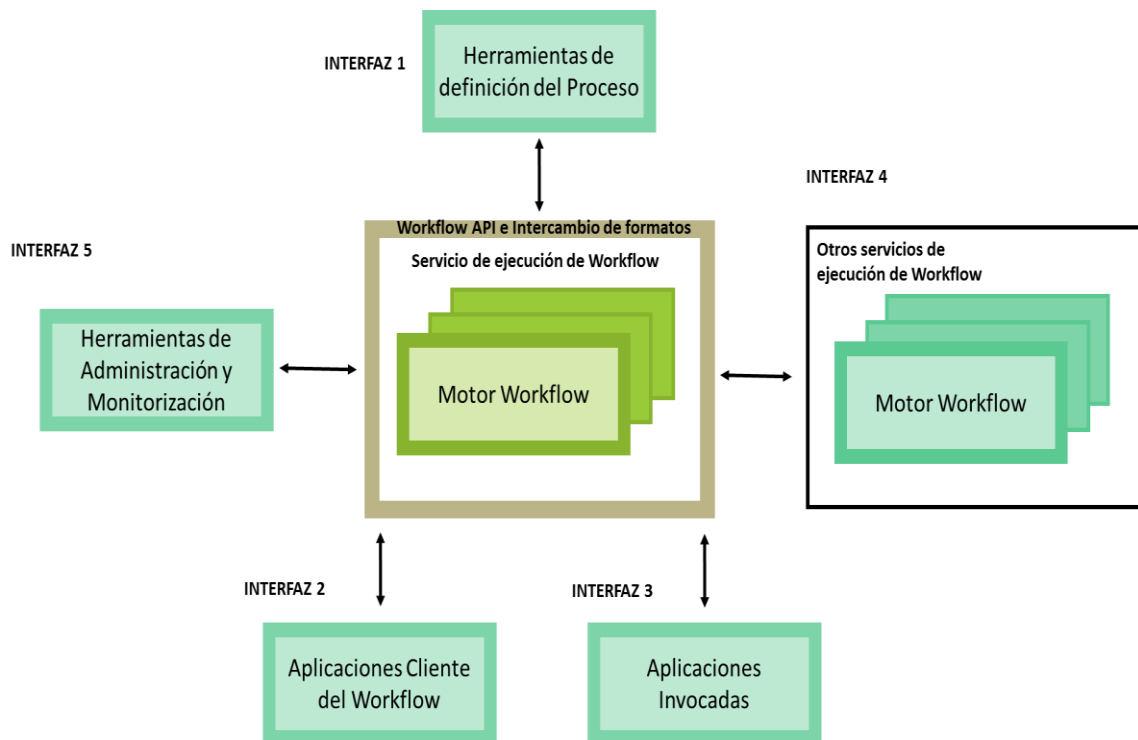 Herramientas de
definición del Proceso
INTERFAZ 1
INTERFAZ 4
Workflow API e Intercambio de formatos
Servicio de ejecución de Workflow
Motor Workflow
INTERFAZ 5
Herramientas de
Administración y
Monitorización
Otros servicios de
ejecución de Workflow
Motor Workflow
INTERFAZ 2
Aplicaciones Cliente
del Workflow
INTERFAZ 3
Aplicaciones
Invocadas